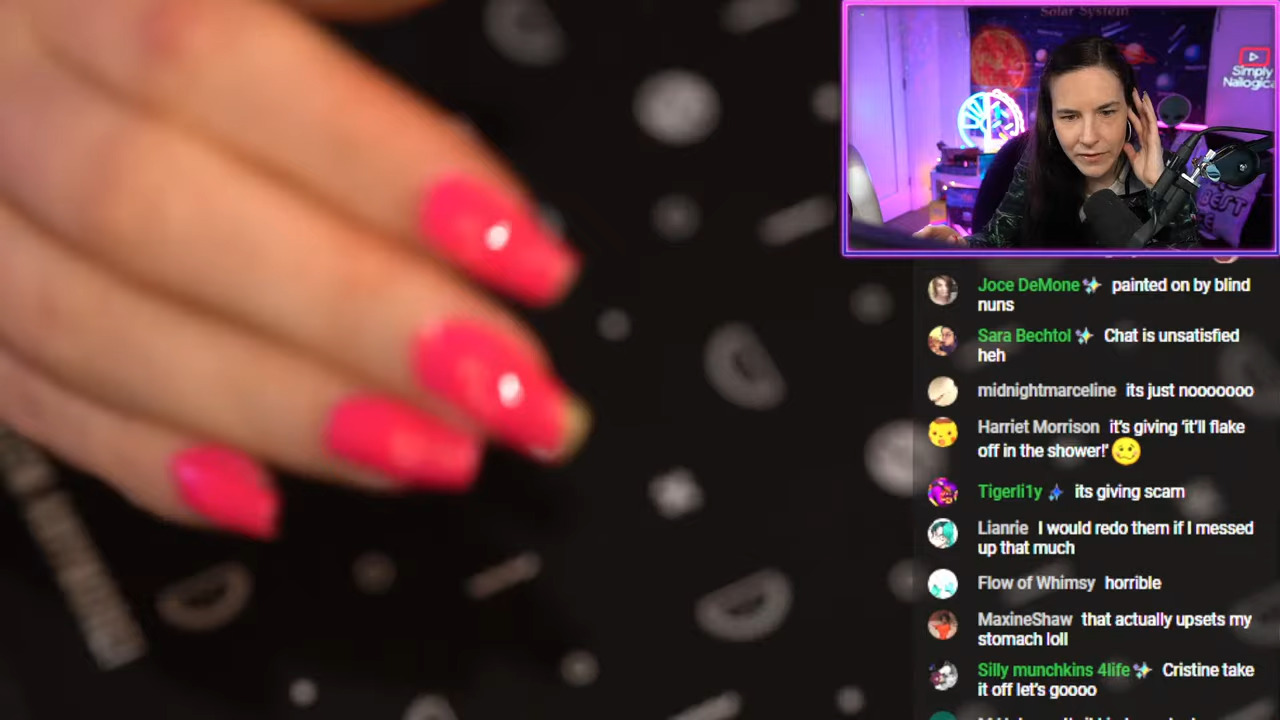 Solar System
Simply
Nailogica
BEST
Joce DeMone painted on by blind
nuns
Sara Bechtol Chat is unsatisfied
heh
midnightmarceline its just nooooooo
Harriet Morrison it's giving 'it'll flake
off in the shower!'
Tigerli1y its giving scam
Lianrie I would redo them if I messed
up that much
Flow of Whimsy horrible
MaxineShaw that actually upsets my
stomach loll
Silly munchkins 4life Cristine take
it off let's goooo